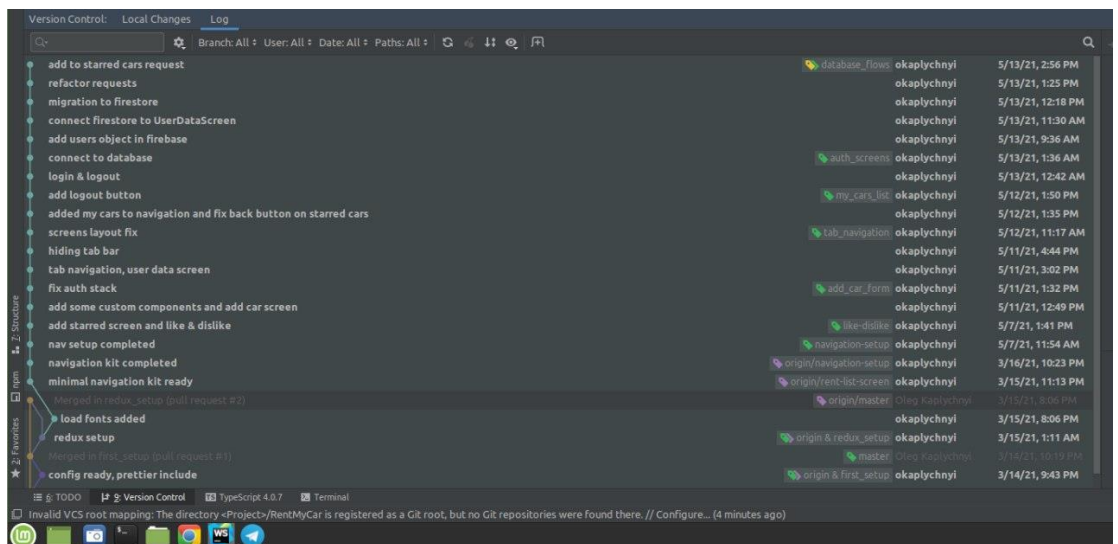 Version Control: Local Changes Log
Branch: All User: All Date: All Paths: All
add to starred cars request database_flows okaplychnyi 5/13/21, 2:56 PM
refactor requests okaplychnyi 5/13/21, 1:25 PM
migration to firestore okaplychnyi 5/13/21, 12:18 PM
connect firestore to UserDataScreen okaplychnyi 5/13/21, 11:30 AM
add users object in firebase okaplychnyi 5/13/21, 9:36 AM
connect to database auth_screens okaplychnyi 5/13/21, 1:36 AM
login & logout okaplychnyi 5/13/21, 12:42 AM
add logout button my_cars_list okaplychnyi 5/12/21, 1:50 PM
added my cars to navigation and fix back button on starred cars okaplychnyi 5/12/21, 1:35 PM
screens layout fix tab_navigation okaplychnyi 5/12/21, 11:17 AM
hiding tab bar okaplychnyi 5/11/21, 4:44 PM
tab navigation, user data screen okaplychnyi 5/11/21, 3:02 PM
fix auth stack add_car_form okaplychnyi 5/11/21, 1:32 PM
add some custom components and add car screen okaplychnyi 5/11/21, 12:49 PM
add starred screen and like & dislike like-dislike okaplychnyi 5/7/21, 1:41 PM
nav setup completed navigation-setup okaplychnyi 5/7/21, 11:54 AM
navigation kit completed origin/navigation-setup okaplychnyi 3/16/21, 10:23 PM
minimal navigation kit ready origin/rent-list-screen okaplychnyi 3/15/21, 11:13 PM
Merged in redux_setup (pull request #2) origin/master Oleg Kaplychnyi 3/15/21, 8:06 PM
load fonts added okaplychnyi 3/15/21, 8:06 PM
redux setup origin & redux_setup okaplychnyi 3/15/21, 1:11 AM
Merged in first_setup (pull request #1) master Oleg Kaplychnyi 3/14/21, 10:19 PM
config ready, prettier include origin & first_setup okaplychnyi 3/14/21, 9:43 PM
7: Structure
npm
2: Favorites
6: TODO 9: Version Control TypeScript 4.0.7 Terminal
Invalid VCS root mapping: The directory <Project>/RentMyCar is registered as a Git root, but no Git repositories were found there. // Configure... (4 minutes ago)
WS